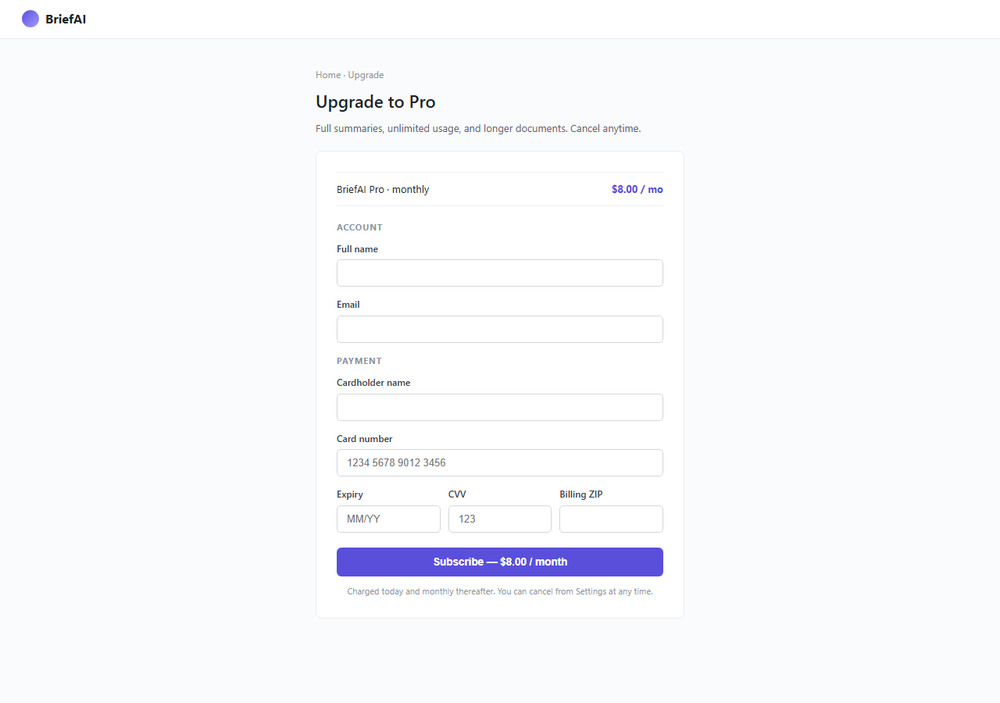 BriefAI
Home · Upgrade
Upgrade to Pro
Full summaries, unlimited usage, and longer documents. Cancel anytime.
BriefAI Pro · monthly $8.00 / mo
ACCOUNT
Full name
Email
PAYMENT
Cardholder name
Card number
1234 5678 9012 3456
Expiry CVV Billing ZIP
MM/YY 123
Subscribe — $8.00 / month
Charged today and monthly thereafter. You can cancel from Settings at any time.